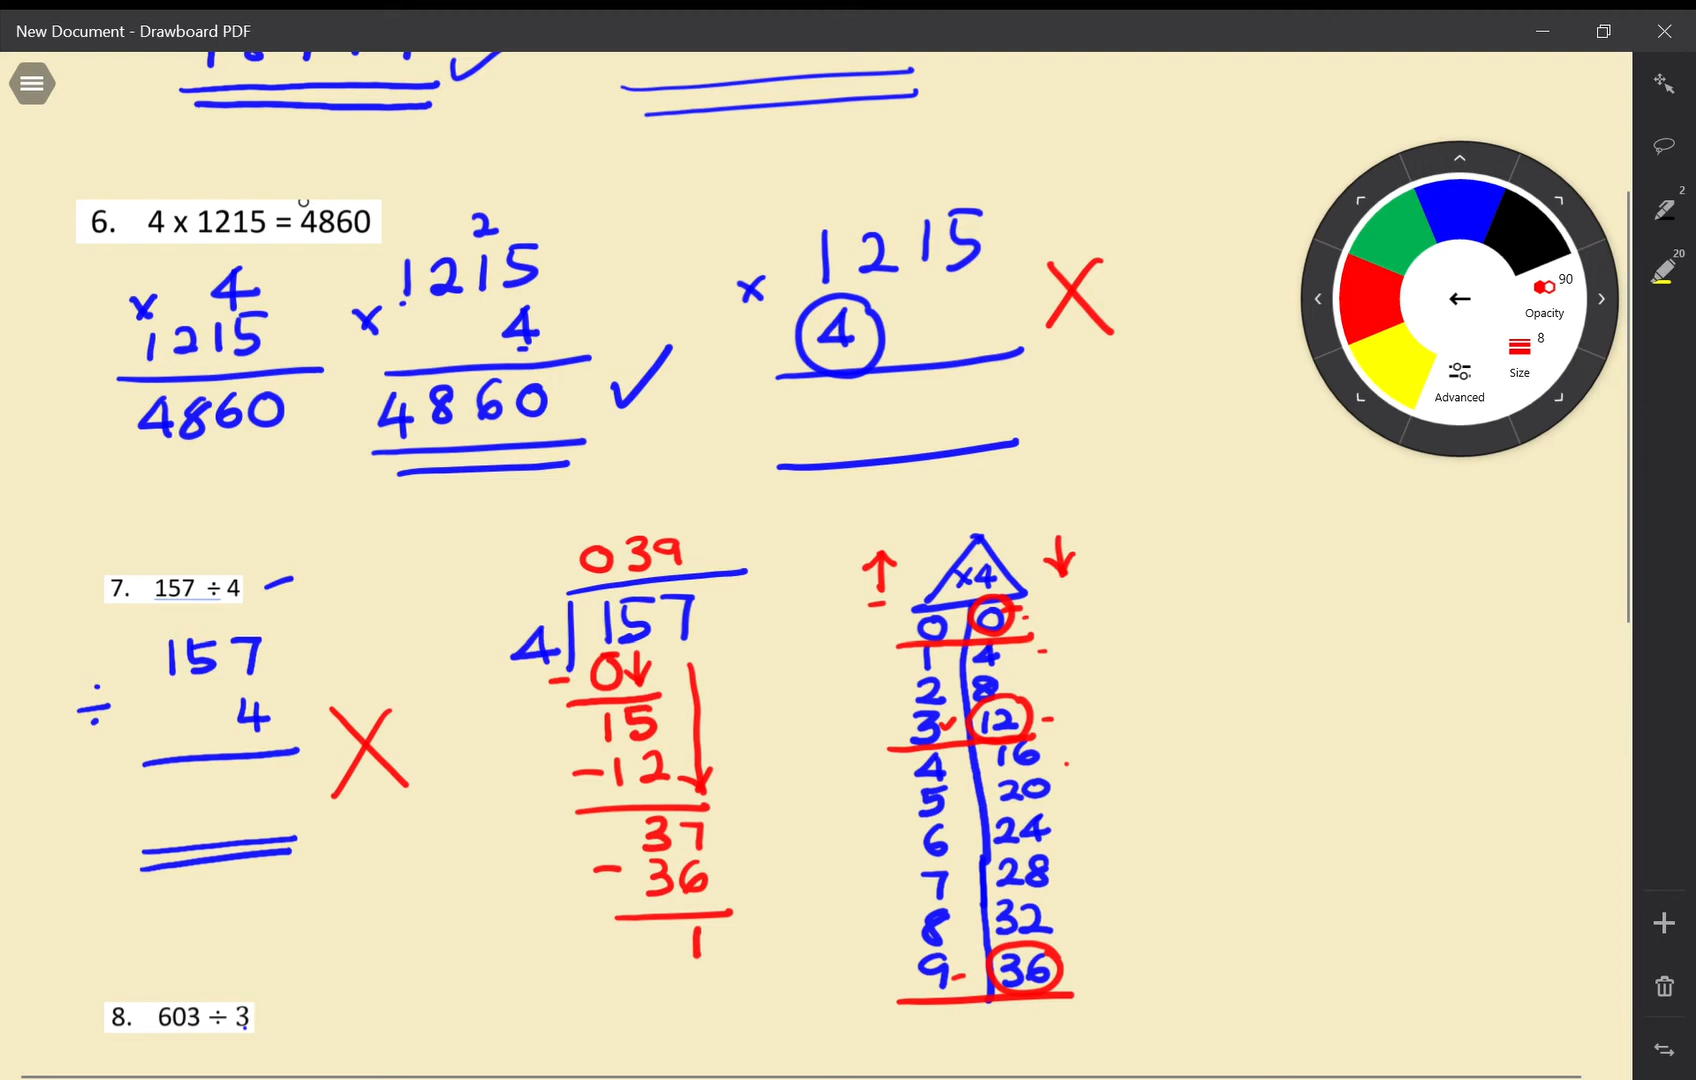 New Document - Drawboard PDF
6. 4 x 1215 = 4860
4
x
1215
4860
2
1215
x 4
4860
1215
x
4
X
90
Opacity
8
Size
Advanced
2
20
7. 157 ÷ 4
157
÷ 4
X
039
4 157
- 0
15
-12
37
- 36
1
x4
0 0
1 4
2 8
3 12
4 16
5 20
6 24
7 28
8 32
9 36
8. 603 ÷ 3